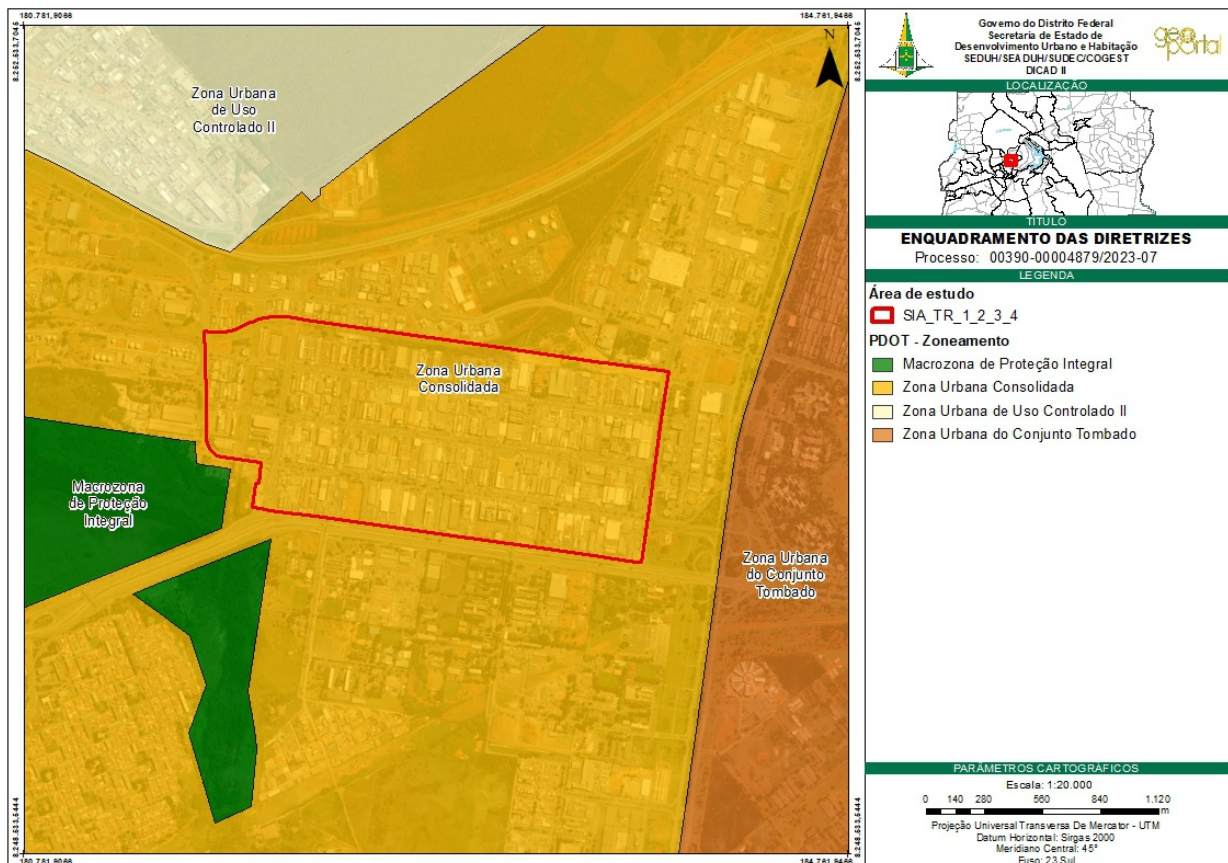 180.781,9066
184.761,9466
8.252.533,7045
8.252.533,7045
N
Zona Urbana
de Uso
Controlado II
Zona Urbana
Consolidada
Macrozona
de Proteção
Integral
Zona Urbana
do Conjunto
Tombado
8.248.533,5444
8.248.533,5444
180.781,9066
184.761,9466
Governo do Distrito Federal
Secretaria de Estado de
Desenvolvimento Urbano e Habitação
SEDUH/SEADUH/SUDEC/COGEST
DICAD II
geo
portal
LOCALIZAÇÃO
TÍTULO
ENQUADRAMENTO DAS DIRETRIZES
Processo: 00390-00004879/2023-07
LEGENDA
Área de estudo
SIA_TR_1_2_3_4
PDOT - Zoneamento
Macrozona de Proteção Integral
Zona Urbana Consolidada
Zona Urbana de Uso Controlado II
Zona Urbana do Conjunto Tombado
PARÂMETROS CARTOGRÁFICOS
Escala: 1:20.000
0 140 280 560 840 1.120
m
Projeção Universal Transversa De Mercator - UTM
Datum Horizontal: Sirgas 2000
Meridiano Central: 45°
Fuso: 23 Sul